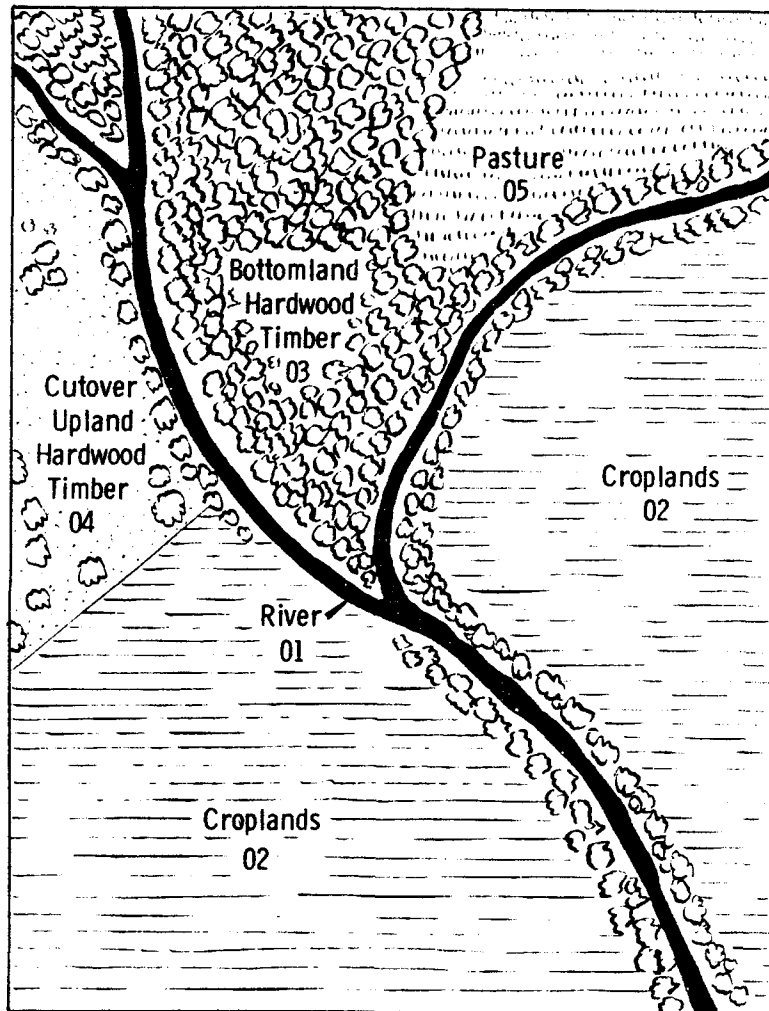 Pasture
05
Bottomland
Hardwood
Timber
03
Cutover
Upland
Hardwood
Timber
04
Croplands
02
River
01
Croplands
02